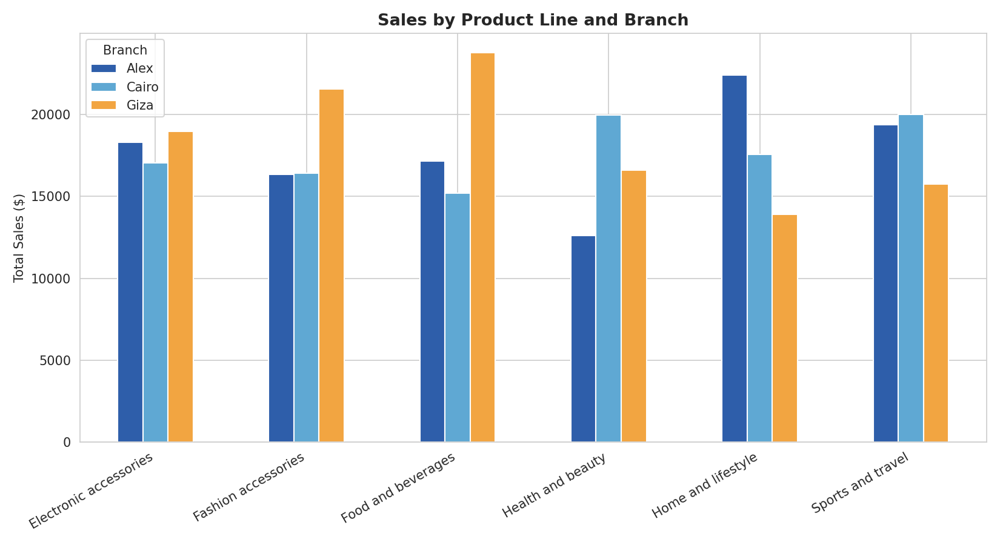 Sales by Product Line and Branch
Branch
Alex
Cairo
Giza
Total Sales ($)
20000
15000
10000
5000
0
Electronic accessories
Fashion accessories
Food and beverages
Health and beauty
Home and lifestyle
Sports and travel